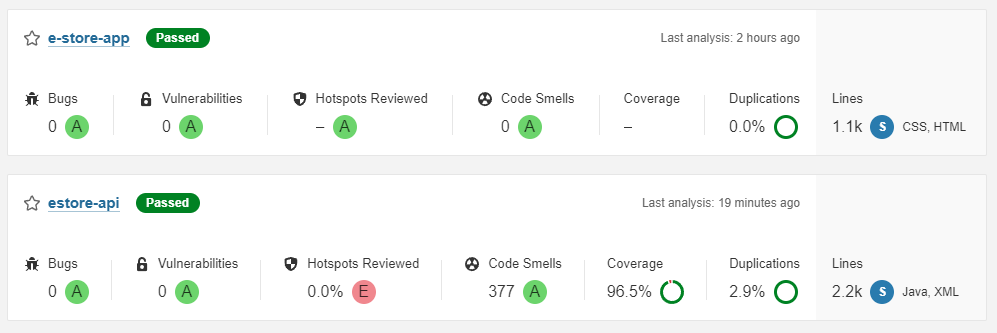 e-store-app Passed Last analysis: 2 hours ago
Bugs Vulnerabilities Hotspots Reviewed Code Smells Coverage Duplications Lines
0 A 0 A – A 0 A – 0.0% 1.1k S CSS, HTML
estore-api Passed Last analysis: 19 minutes ago
Bugs Vulnerabilities Hotspots Reviewed Code Smells Coverage Duplications Lines
0 A 0 A 0.0% E 377 A 96.5% 2.9% 2.2k S Java, XML